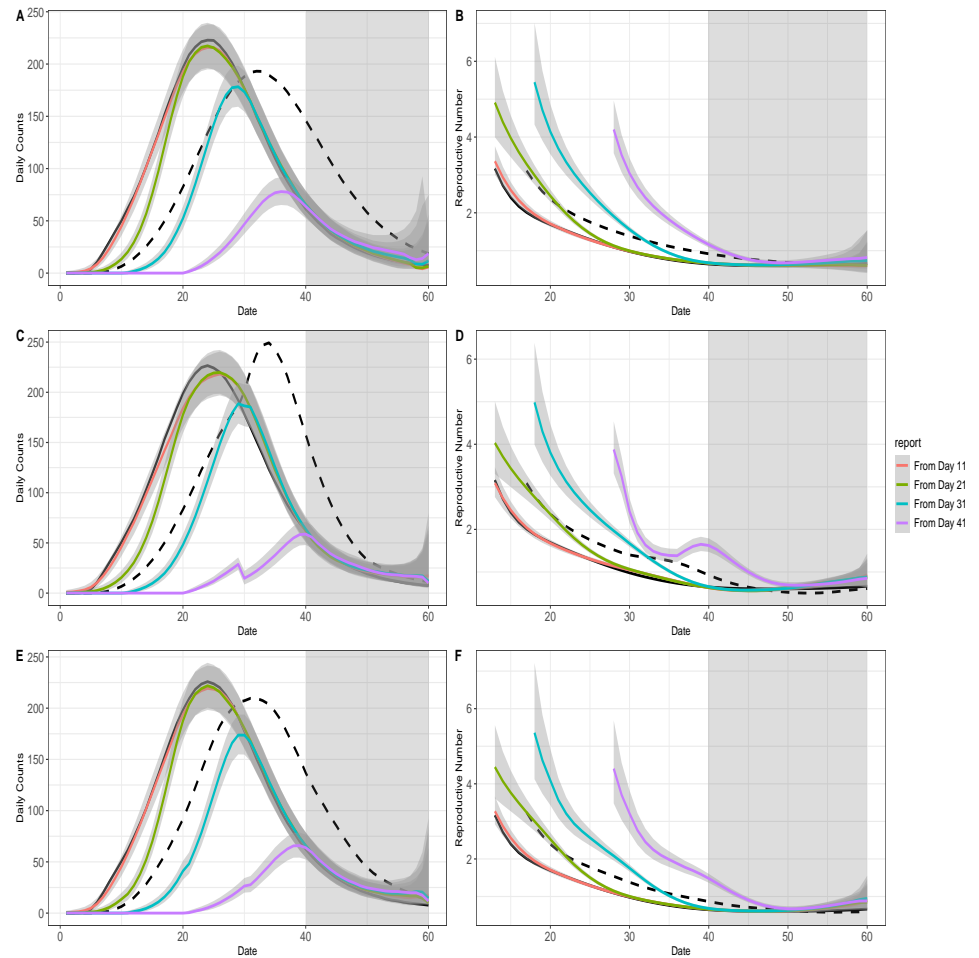 A
250
200
150
100
50
0
Daily Counts
0 20 40 60
Date
B
6
4
2
Reproductive Number
20 30 40 50 60
Date
C
250
200
150
100
50
0
Daily Counts
0 20 40 60
Date
D
6
4
2
Reproductive Number
20 30 40 50 60
Date
report
From Day 11
From Day 21
From Day 31
From Day 41
E
250
200
150
100
50
0
Daily Counts
0 20 40 60
Date
F
6
4
2
Reproductive Number
20 30 40 50 60
Date